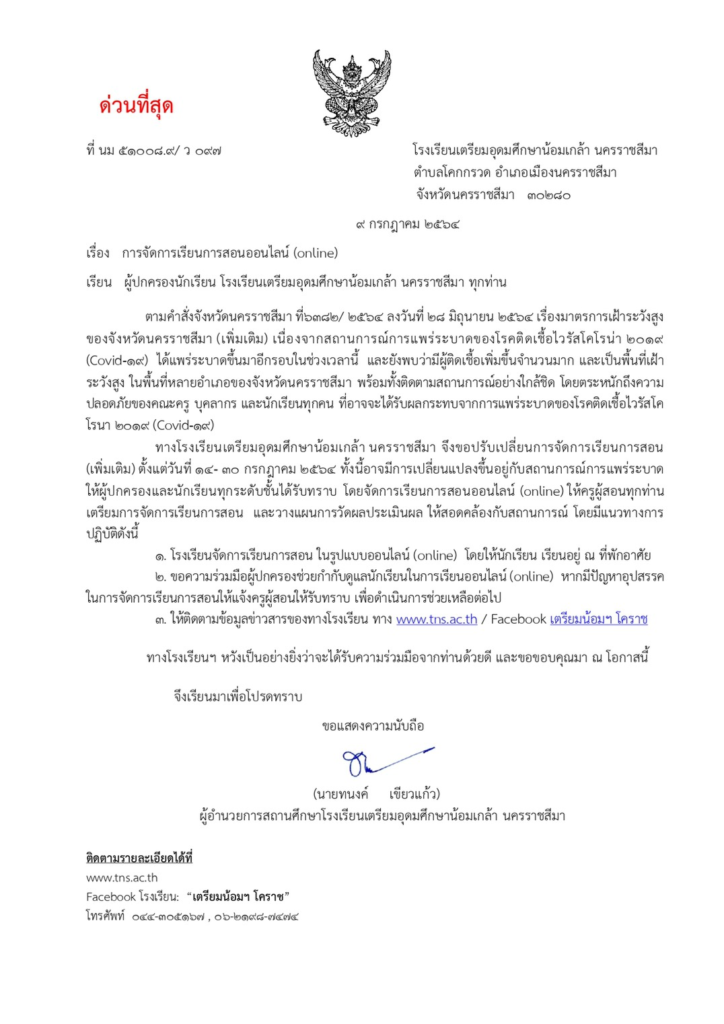 ด่วนที่สุด
ที่ นม ๕๑๐๐๘.๙/ ว ๐๙๗
โรงเรียนเตรียมอุดมศึกษาน้อมเกล้า นครราชสีมา
ตำบลโคกกรวด อำเภอเมืองนครราชสีมา
จังหวัดนครราชสีมา ๓๐๒๘๐
๙ กรกฎาคม ๒๕๖๔
เรื่อง การจัดการเรียนการสอนออนไลน์ (online)
เรียน ผู้ปกครองนักเรียน โรงเรียนเตรียมอุดมศึกษาน้อมเกล้า นครราชสีมา ทุกท่าน
ตามคำสั่งจังหวัดนครราชสีมา ที่๖๓๘๒/ ๒๕๖๔ ลงวันที่ ๒๘ มิถุนายน ๒๕๖๔ เรื่องมาตรการเฝ้าระวังสูง
ของจังหวัดนครราชสีมา (เพิ่มเติม) เนื่องจากสถานการณ์การแพร่ระบาดของโรคติดเชื้อไวรัสโคโรน่า ๒๐๑๙
(Covid-๑๙) ได้แพร่ระบาดขึ้นมาอีกรอบในช่วงเวลานี้ และยังพบว่ามีผู้ติดเชื้อเพิ่มขึ้นจำนวนมาก และเป็นพื้นที่เฝ้า
ระวังสูง ในพื้นที่หลายอำเภอของจังหวัดนครราชสีมา พร้อมทั้งติดตามสถานการณ์อย่างใกล้ชิด โดยตระหนักถึงความ
ปลอดภัยของคณะครู บุคลากร และนักเรียนทุกคน ที่อาจจะได้รับผลกระทบจากการแพร่ระบาดของโรคติดเชื้อไวรัสโค
โรนา ๒๐๑๙ (Covid-๑๙)
ทางโรงเรียนเตรียมอุดมศึกษาน้อมเกล้า นครราชสีมา จึงขอปรับเปลี่ยนการจัดการเรียนการสอน
(เพิ่มเติม) ตั้งแต่วันที่ ๑๔- ๓๐ กรกฎาคม ๒๕๖๔ ทั้งนี้อาจมีการเปลี่ยนแปลงขึ้นอยู่กับสถานการณ์การแพร่ระบาด
ให้ผู้ปกครองและนักเรียนทุกระดับชั้นได้รับทราบ โดยจัดการเรียนการสอนออนไลน์ (online) ให้ครูผู้สอนทุกท่าน
เตรียมการจัดการเรียนการสอน และวางแผนการวัดผลประเมินผล ให้สอดคล้องกับสถานการณ์ โดยมีแนวทางการ
ปฏิบัติดังนี้
๑. โรงเรียนจัดการเรียนการสอน ในรูปแบบออนไลน์ (online) โดยให้นักเรียน เรียนอยู่ ณ ที่พักอาศัย
๒. ขอความร่วมมือผู้ปกครองช่วยกำกับดูแลนักเรียนในการเรียนออนไลน์ (online) หากมีปัญหาอุปสรรค
ในการจัดการเรียนการสอนให้แจ้งครูผู้สอนให้รับทราบ เพื่อดำเนินการช่วยเหลือต่อไป
๓. ให้ติดตามข้อมูลข่าวสารของทางโรงเรียน ทาง www.tns.ac.th / Facebook เตรียมน้อมฯ โคราช
ทางโรงเรียนฯ หวังเป็นอย่างยิ่งว่าจะได้รับความร่วมมือจากท่านด้วยดี และขอขอบคุณมา ณ โอกาสนี้
จึงเรียนมาเพื่อโปรดทราบ
ขอแสดงความนับถือ
(นายทนงค์ เขียวแก้ว)
ผู้อำนวยการสถานศึกษาโรงเรียนเตรียมอุดมศึกษาน้อมเกล้า นครราชสีมา
ติดตามรายละเอียดได้ที่
www.tns.ac.th
Facebook โรงเรียน: “เตรียมน้อมฯ โคราช”
โทรศัพท์ ๐๔๔-๓๐๕๑๖๗ , ๐๖-๒๑๙๘-๗๔๗๔